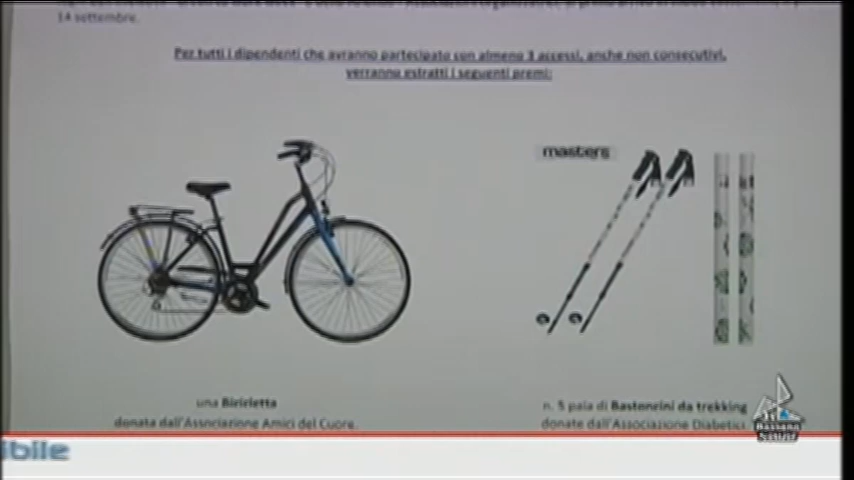 14 settembre.
Per tutti i dipendenti che avranno partecipato con almeno 3 accessi, anche non consecutivi,
verranno estratti i seguenti premi:
masters
una Bicicletta
donata dall'Associazione Amici del Cuore.
n. 5 paia di Bastoncini da trekking
donate dall'Associazione Diabetici
ibile
Bassano